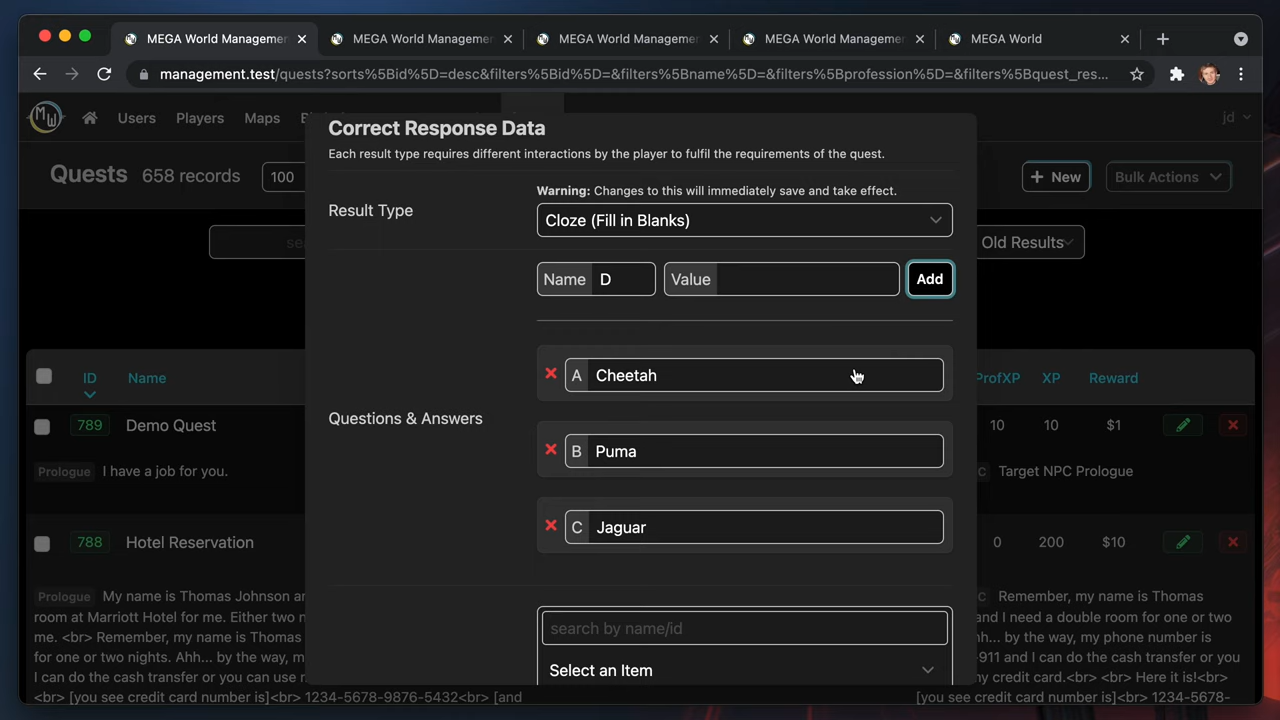 MEGA World Management
MEGA World Managemen
MEGA World Managemen
MEGA World Managemen
MEGA World
management.test/quests?sorts%5Bid%5D=desc&filters%5Bid%5D=&filters%5Bname%5D=&filters%5Bprofession%5D=&filters%5Bquest_res...
MW
Users
Players
Maps
jd
Quests
658 records
100
+ New
Bulk Actions
Old Results
Correct Response Data
Each result type requires different interactions by the player to fulfil the requirements of the quest.
Warning: Changes to this will immediately save and take effect.
Result Type
Cloze (Fill in Blanks)
Name D
Value
Add
Questions & Answers
A Cheetah
B Puma
C Jaguar
search by name/id
Select an Item
ID
Name
ProfXP
XP
Reward
789
Demo Quest
10
10
$1
Prologue I have a job for you.
C Target NPC Prologue
788
Hotel Reservation
0
200
$10
Prologue My name is Thomas Johnson an
room at Marriott Hotel for me. Either two
me. <br> Remember, my name is Thomas
for one or two nights. Ahh... by the way, m
I can do the cash transfer or you can use r
<br> [you see credit card number is]<br> 1234-5678-9876-5432<br> [and
C Remember, my name is Thomas
and I need a double room for one or two
hh... by the way, my phone number is
-911 and I can do the cash transfer or you
ny credit card. <br> <br> Here it is!<br>
[you see credit card number is]<br> 1234-5678-